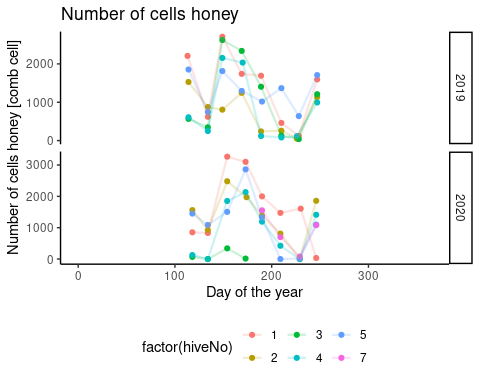 Number of cells honey
Number of cells honey [comb cell]
2000
1000
0
2019
3000
2000
1000
0
2020
0 100 200 300
Day of the year
factor(hiveNo)
1 3 5
2 4 7